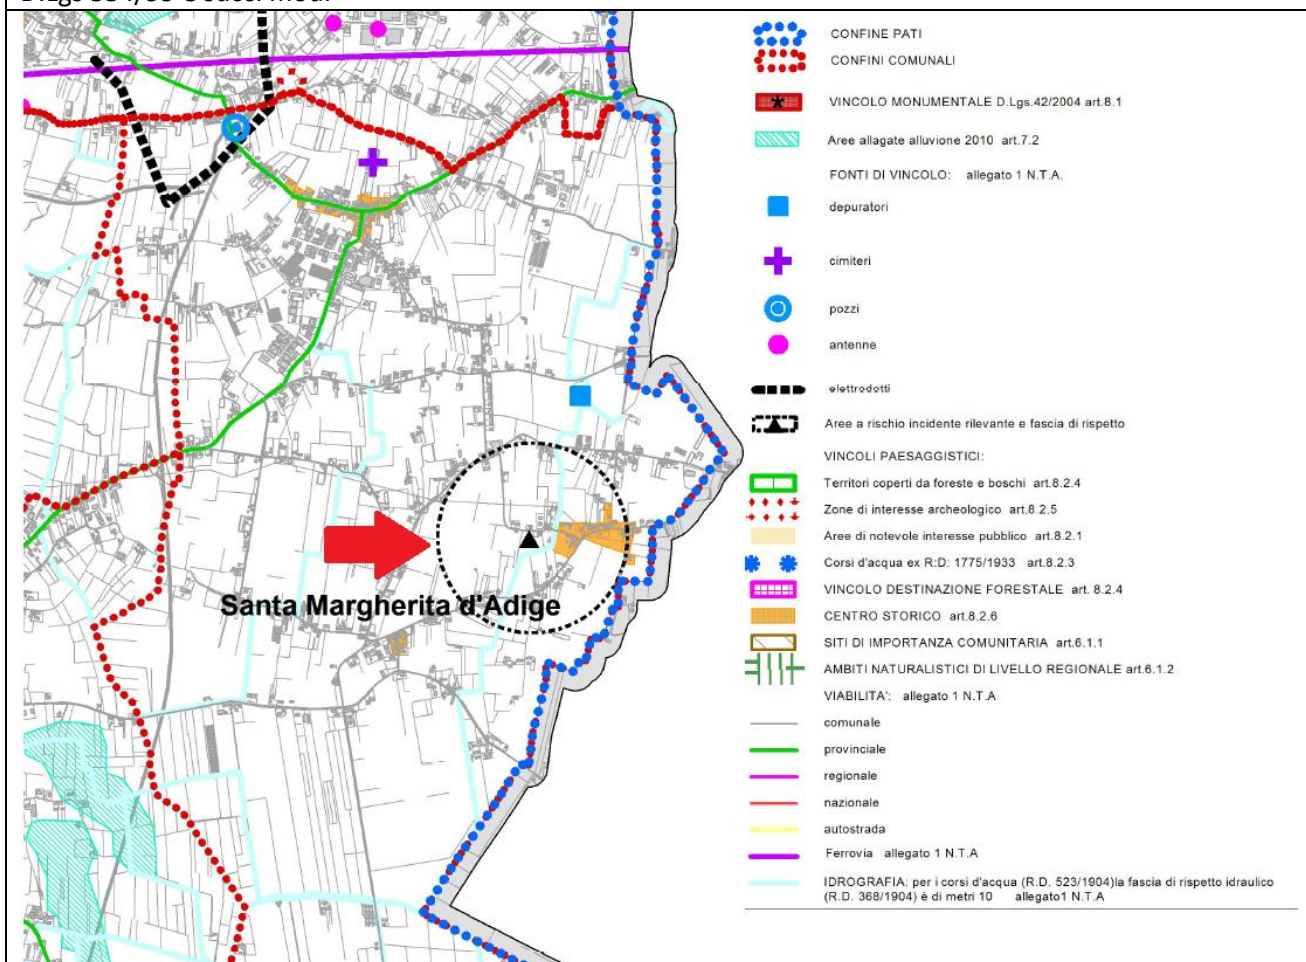 D.Lgs 334/99 e succ. mod.
CONFINE PATI
CONFINI COMUNALI
VINCOLO MONUMENTALE D.Lgs.42/2004 art.8.1
Aree allagate alluvione 2010 art.7.2
FONTI DI VINCOLO: allegato 1 N.T.A.
depuratori
cimiteri
pozzi
antenne
elettrodotti
Aree a rischio incidente rilevante e fascia di rispetto
VINCOLI PAESAGGISTICI:
Territori coperti da foreste e boschi art.8.2.4
Zone di interesse archeologico art.8.2.5
Aree di notevole interesse pubblico art.8.2.1
Corsi d'acqua ex R:D: 1775/1933 art.8.2.3
VINCOLO DESTINAZIONE FORESTALE art. 8.2.4
CENTRO STORICO art.8.2.6
SITI DI IMPORTANZA COMUNITARIA art.6.1.1
AMBITI NATURALISTICI DI LIVELLO REGIONALE art.6.1.2
VIABILITA': allegato 1 N.T.A
comunale
provinciale
regionale
nazionale
autostrada
Ferrovia allegato 1 N.T.A
IDROGRAFIA: per i corsi d'acqua (R.D. 523/1904)la fascia di rispetto idraulico
(R.D. 368/1904) è di metri 10 allegato1 N.T.A
Santa Margherita d'Adige